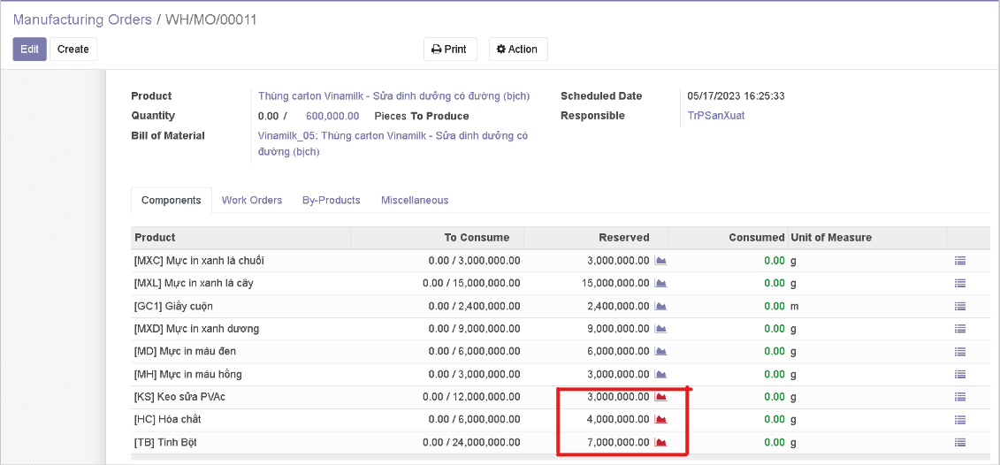 Manufacturing Orders / WH/MO/00011
Edit Create Print Action
Product Thùng carton Vinamilk - Sữa dinh dưỡng có đường (bịch) Scheduled Date 05/17/2023 16:25:33
Quantity 0.00 / 600,000.00 Pieces To Produce Responsible TrPSanXuat
Bill of Material Vinamilk_05: Thùng carton Vinamilk - Sữa dinh dưỡng có
đường (bịch)
Components Work Orders By-Products Miscellaneous
Product To Consume Reserved Consumed Unit of Measure
[MXC] Mực in xanh lá chuối 0.00 / 3,000,000.00 3,000,000.00 0.00 g
[MXL] Mực in xanh lá cây 0.00 / 15,000,000.00 15,000,000.00 0.00 g
[GC1] Giấy cuộn 0.00 / 2,400,000.00 2,400,000.00 0.00 m
[MXD] Mực in xanh dương 0.00 / 9,000,000.00 9,000,000.00 0.00 g
[MD] Mực in màu đen 0.00 / 6,000,000.00 6,000,000.00 0.00 g
[MH] Mực in màu hồng 0.00 / 3,000,000.00 3,000,000.00 0.00 g
[KS] Keo sữa PVAc 0.00 / 12,000,000.00 3,000,000.00 0.00 g
[HC] Hóa chất 0.00 / 6,000,000.00 4,000,000.00 0.00 g
[TB] Tinh Bột 0.00 / 24,000,000.00 7,000,000.00 0.00 g